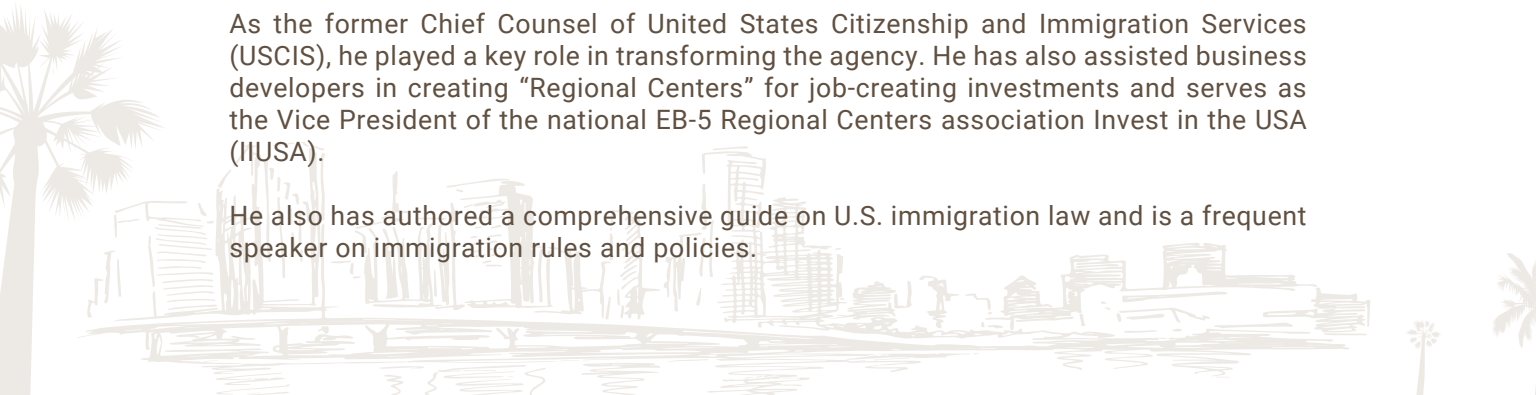 As the former Chief Counsel of United States Citizenship and Immigration Services
(USCIS), he played a key role in transforming the agency. He has also assisted business
developers in creating “Regional Centers” for job-creating investments and serves as
the Vice President of the national EB-5 Regional Centers association Invest in the USA
(IIUSA).
He also has authored a comprehensive guide on U.S. immigration law and is a frequent
speaker on immigration rules and policies.